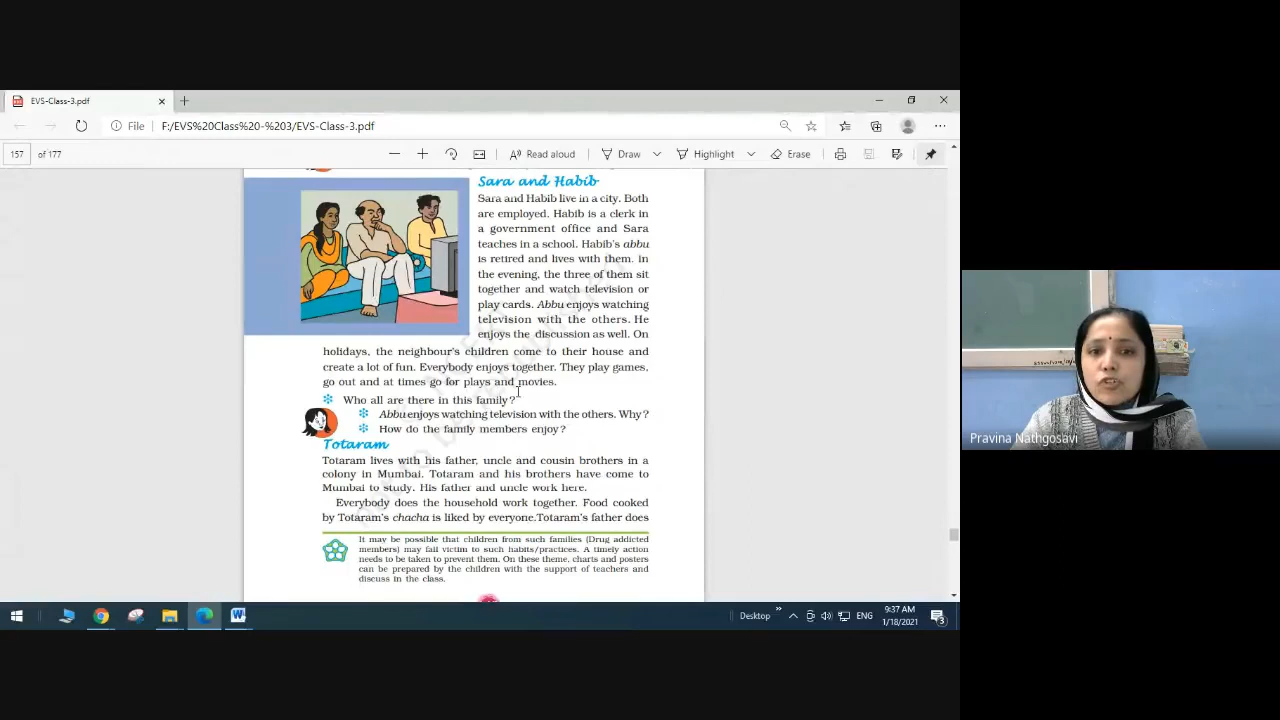 EVS-Class-3.pdf
File F:/EVS%20Class%20-%203/EVS-Class-3.pdf
157 of 177 Read aloud Draw Highlight Erase
Sara and Habib
Sara and Habib live in a city. Both
are employed. Habib is a clerk in
a government office and Sara
teaches in a school. Habib's abbu
is retired and lives with them. In
the evening, the three of them sit
together and watch television or
play cards. Abbu enjoys watching
television with the others. He
enjoys the discussion as well. On
holidays, the neighbour's children come to their house and
create a lot of fun. Everybody enjoys together. They play games,
go out and at times go for plays and movies.
Who all are there in this family?
Abbu enjoys watching television with the others. Why?
How do the family members enjoy?
Totaram
Totaram lives with his father, uncle and cousin brothers in a
colony in Mumbai. Totaram and his brothers have come to
Mumbai to study. His father and uncle work here.
Everybody does the household work together. Food cooked
by Totaram's chacha is liked by everyone.Totaram's father does
It may be possible that children from such families (Drug addicted
members) may fall victim to such habits/practices. A timely action
needs to be taken to prevent them. On these theme, charts and posters
can be prepared by the children with the support of teachers and
discuss in the class.
Desktop ENG 9:37 AM
1/18/2021
3
Pravina Nathgosavi